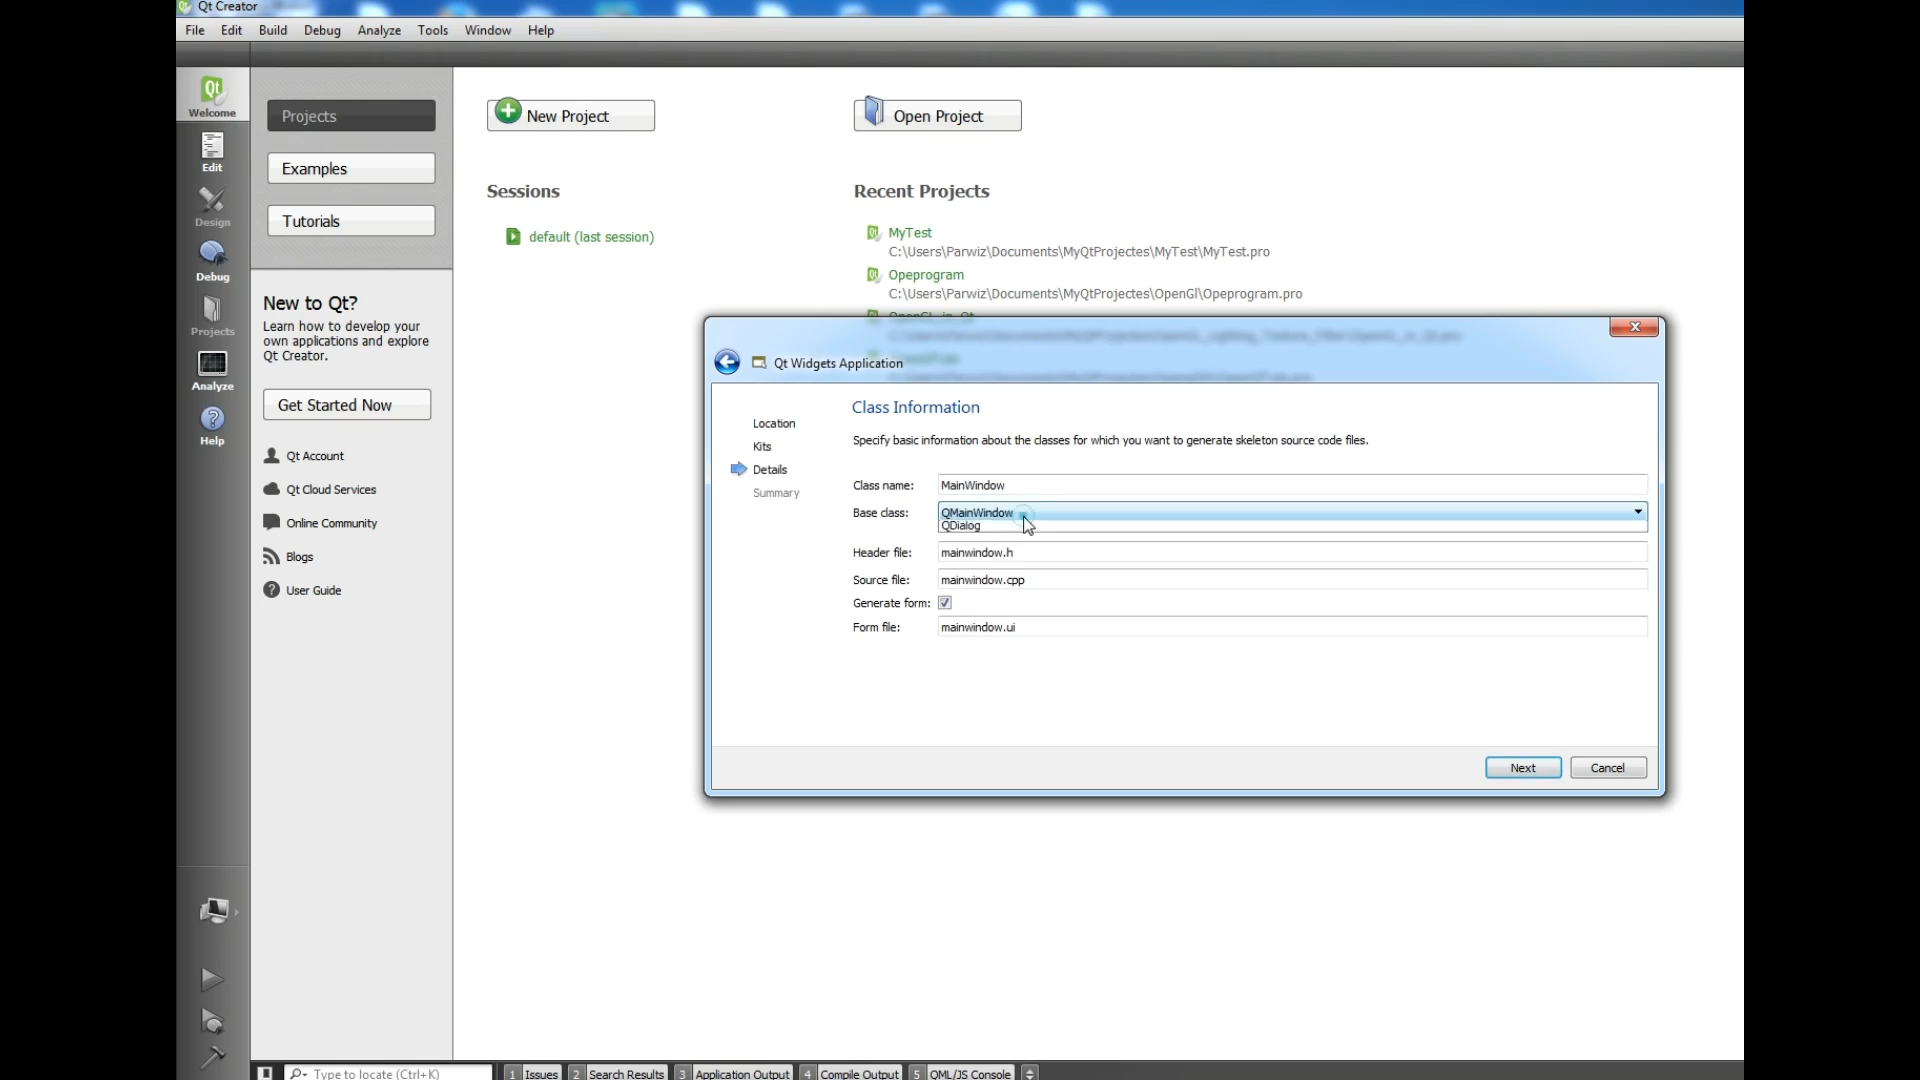 Qt Creator
File Edit Build Debug Analyze Tools Window Help
Qt
Welcome
Edit
Design
Debug
Projects
Analyze
Help
Projects
Examples
Tutorials
New to Qt?
Learn how to develop your
own applications and explore
Qt Creator.
Get Started Now
Qt Account
Qt Cloud Services
Online Community
Blogs
User Guide
New Project
Open Project
Sessions
default (last session)
Recent Projects
MyTest
C:\Users\Parwiz\Documents\MyQtProjectes\MyTest\MyTest.pro
Opeprogram
C:\Users\Parwiz\Documents\MyQtProjectes\OpenGl\Opeprogram.pro
OpenGL_in_Qt
Qt Widgets Application
Location
Kits
Details
Summary
Class Information
Specify basic information about the classes for which you want to generate skeleton source code files.
Class name: MainWindow
Base class: QMainWindow
QDialog
Header file: mainwindow.h
Source file: mainwindow.cpp
Generate form:
Form file: mainwindow.ui
Next Cancel
Type to locate (Ctrl+K) 1 Issues 2 Search Results 3 Application Output 4 Compile Output 5 QML/JS Console